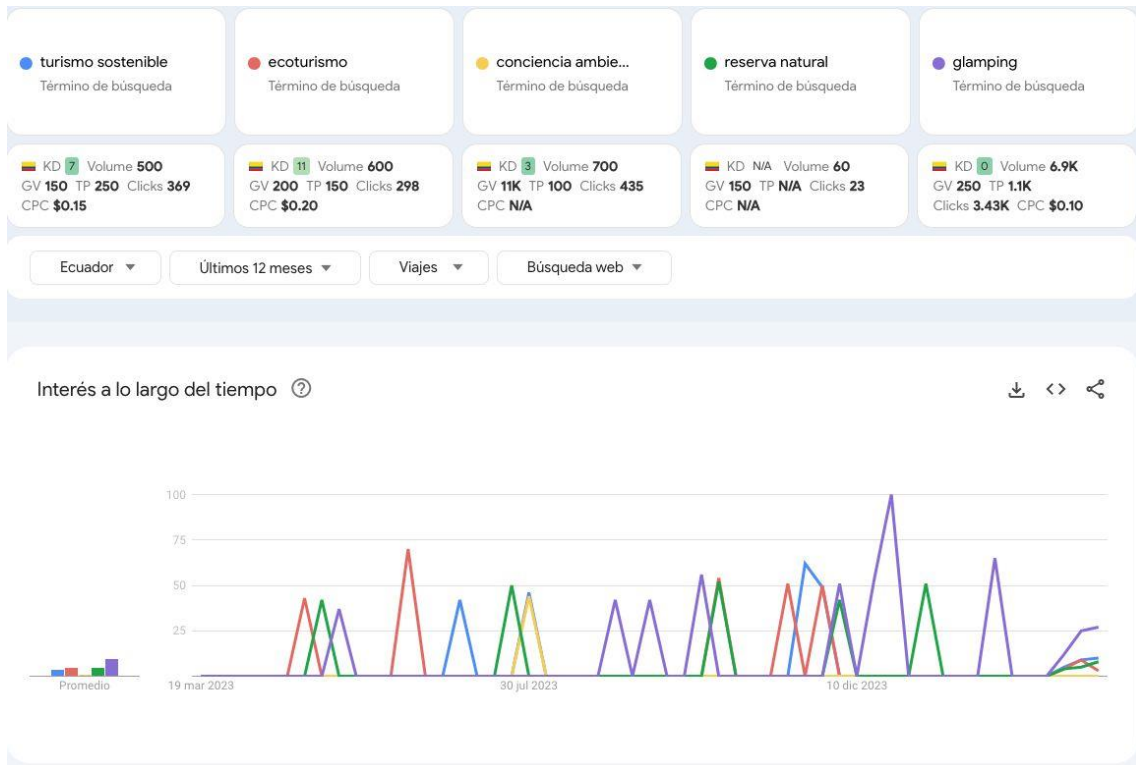 turismo sostenible
Término de búsqueda
ecoturismo
Término de búsqueda
conciencia ambie...
Término de búsqueda
reserva natural
Término de búsqueda
glamping
Término de búsqueda
KD 7 Volume 500
GV 150 TP 250 Clicks 369
CPC $0.15
KD 11 Volume 600
GV 200 TP 150 Clicks 298
CPC $0.20
KD 3 Volume 700
GV 11K TP 100 Clicks 435
CPC N/A
KD N/A Volume 60
GV 150 TP N/A Clicks 23
CPC N/A
KD 0 Volume 6.9K
GV 250 TP 1.1K
Clicks 3.43K CPC $0.10
Ecuador
Últimos 12 meses
Viajes
Búsqueda web
Interés a lo largo del tiempo ?
100
75
50
25
Promedio
19 mar 2023
30 jul 2023
10 dic 2023